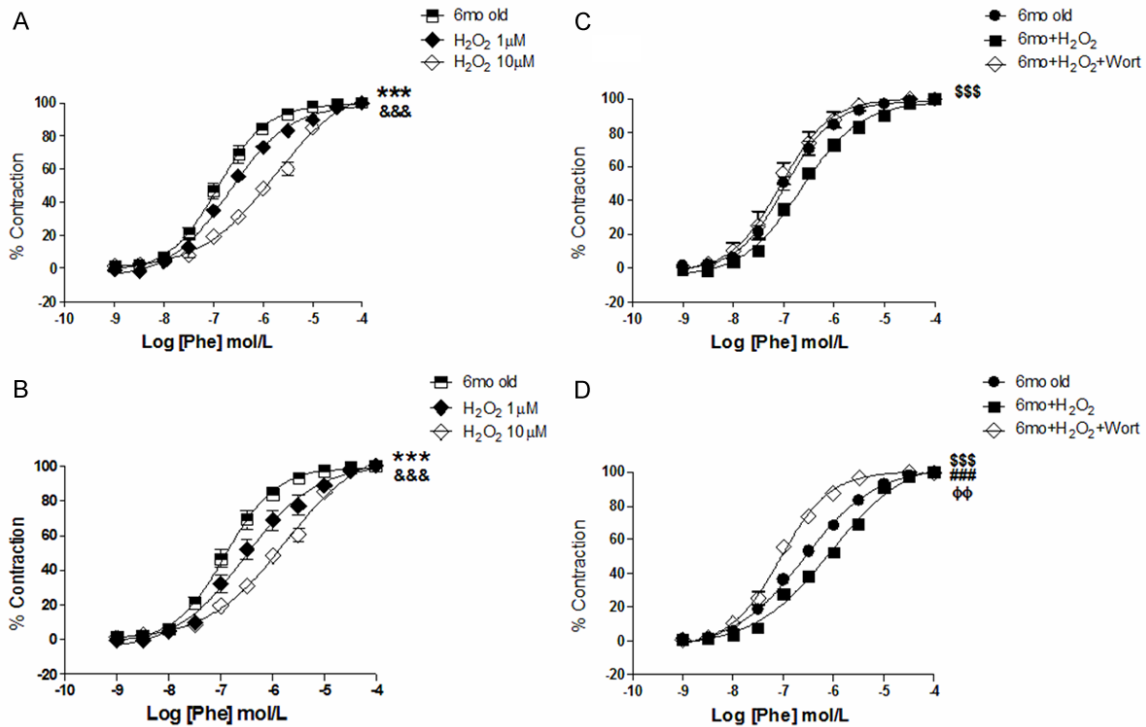 A
6mo old
H2O2 1µM
H2O2 10µM
***
&&&
100
80
60
40
20
0
-20
% Contraction
-10 -9 -8 -7 -6 -5 -4
Log [Phe] mol/L
C
6mo old
6mo+H2O2
6mo+H2O2+Wort
$$$
100
80
60
40
20
0
-20
% Contraction
-10 -9 -8 -7 -6 -5 -4
Log [Phe] mol/L
B
6mo old
H2O2 1µM
H2O2 10µM
***
&&&
100
80
60
40
20
0
-20
% Contraction
-10 -9 -8 -7 -6 -5 -4
Log [Phe] mol/L
D
6mo old
6mo+H2O2
6mo+H2O2+Wort
$$$
###
ϕϕ
100
80
60
40
20
0
-20
% Contraction
-10 -9 -8 -7 -6 -5 -4
Log [Phe] mol/L